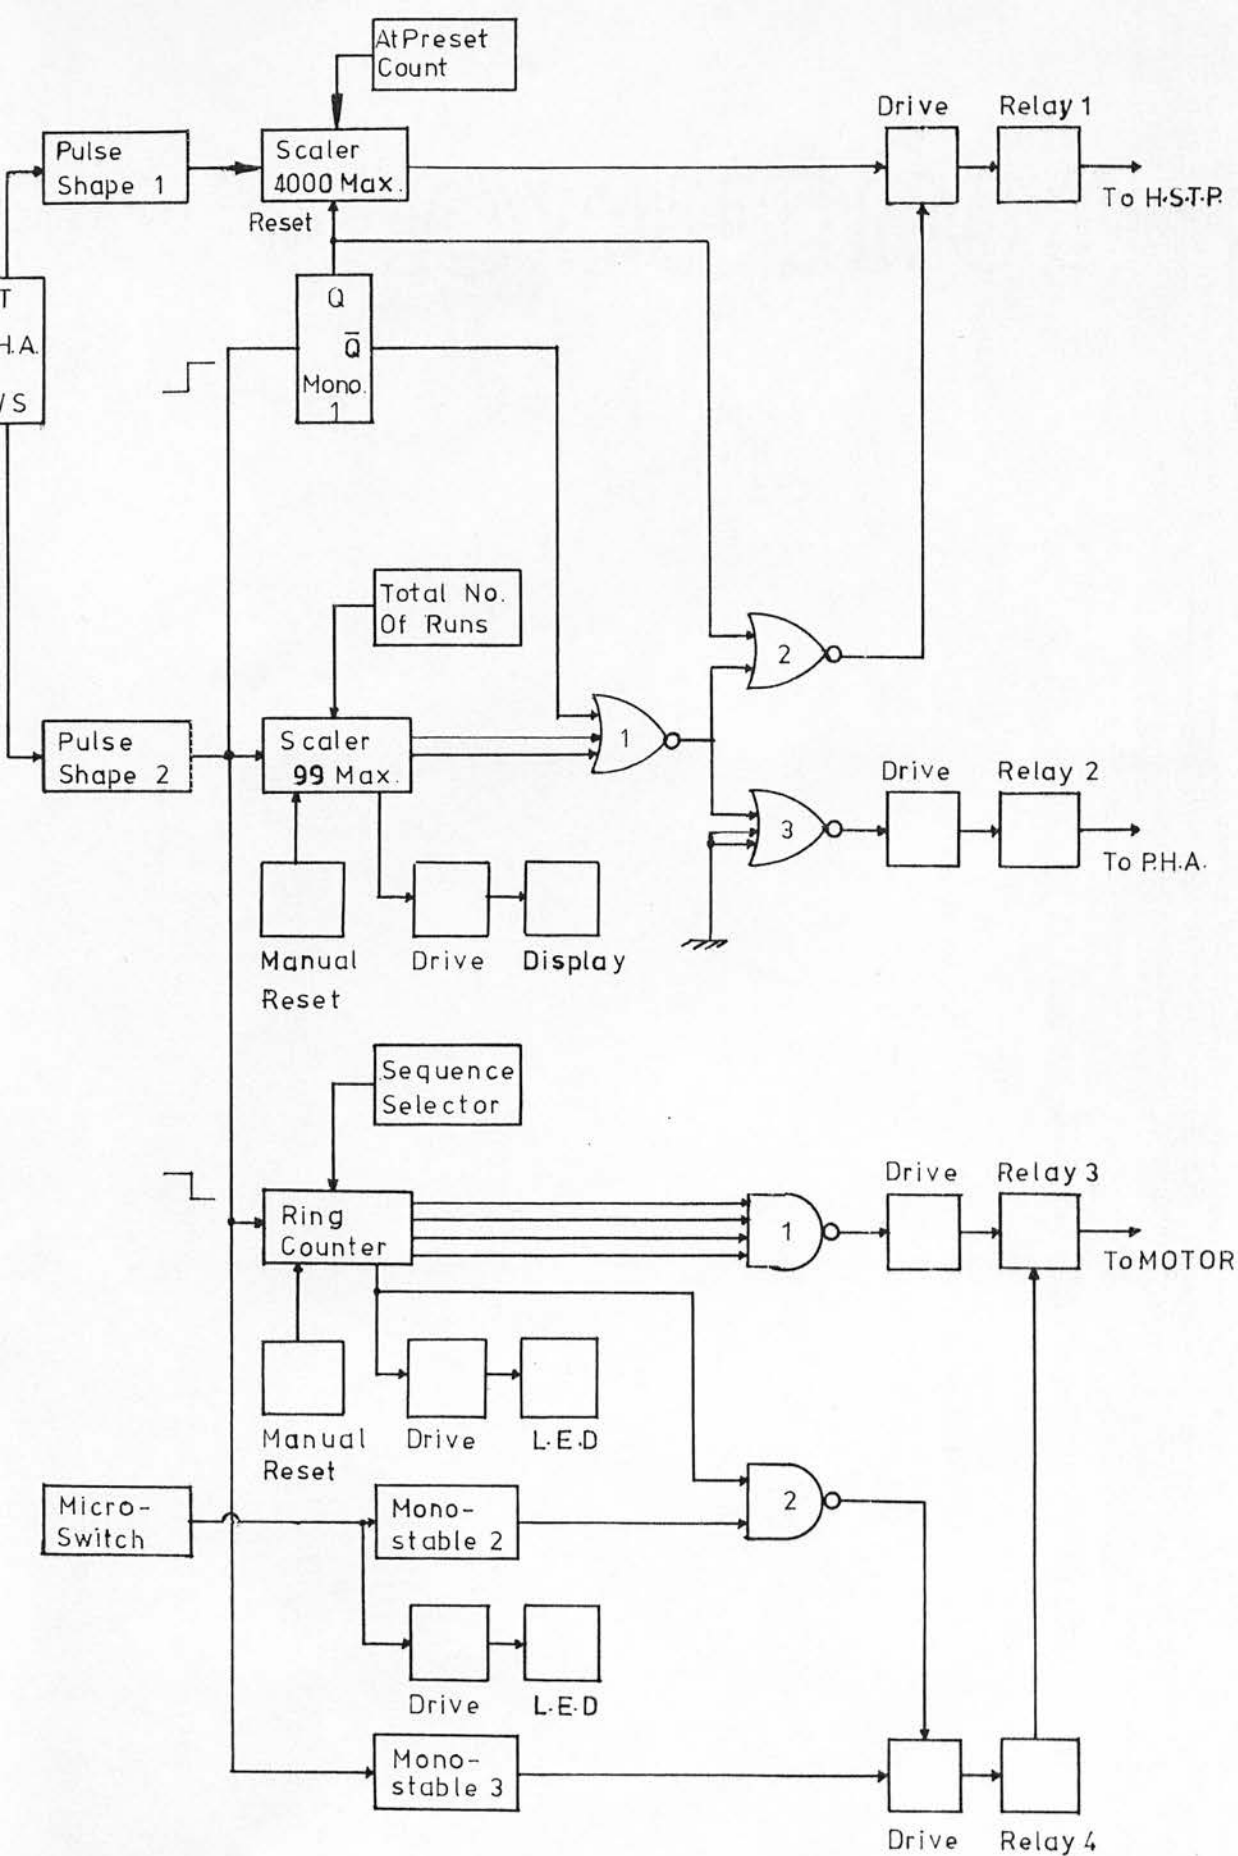 At Preset
Count
Drive
Relay 1
Pulse
Shape 1
Scaler
4000 Max.
To H.S.T.P.
Reset
T
H.A.
/S
Q
Q̅
Mono.
1
Total No.
Of Runs
2
Pulse
Shape 2
Scaler
99 Max.
1
Drive
Relay 2
3
To P.H.A.
Manual
Reset
Drive
Display
Sequence
Selector
Drive
Relay 3
Ring
Counter
1
To MOTOR
Manual
Reset
Drive
L.E.D
Micro-
Switch
Mono-
stable 2
2
Drive
L.E.D
Mono-
stable 3
Drive
Relay 4